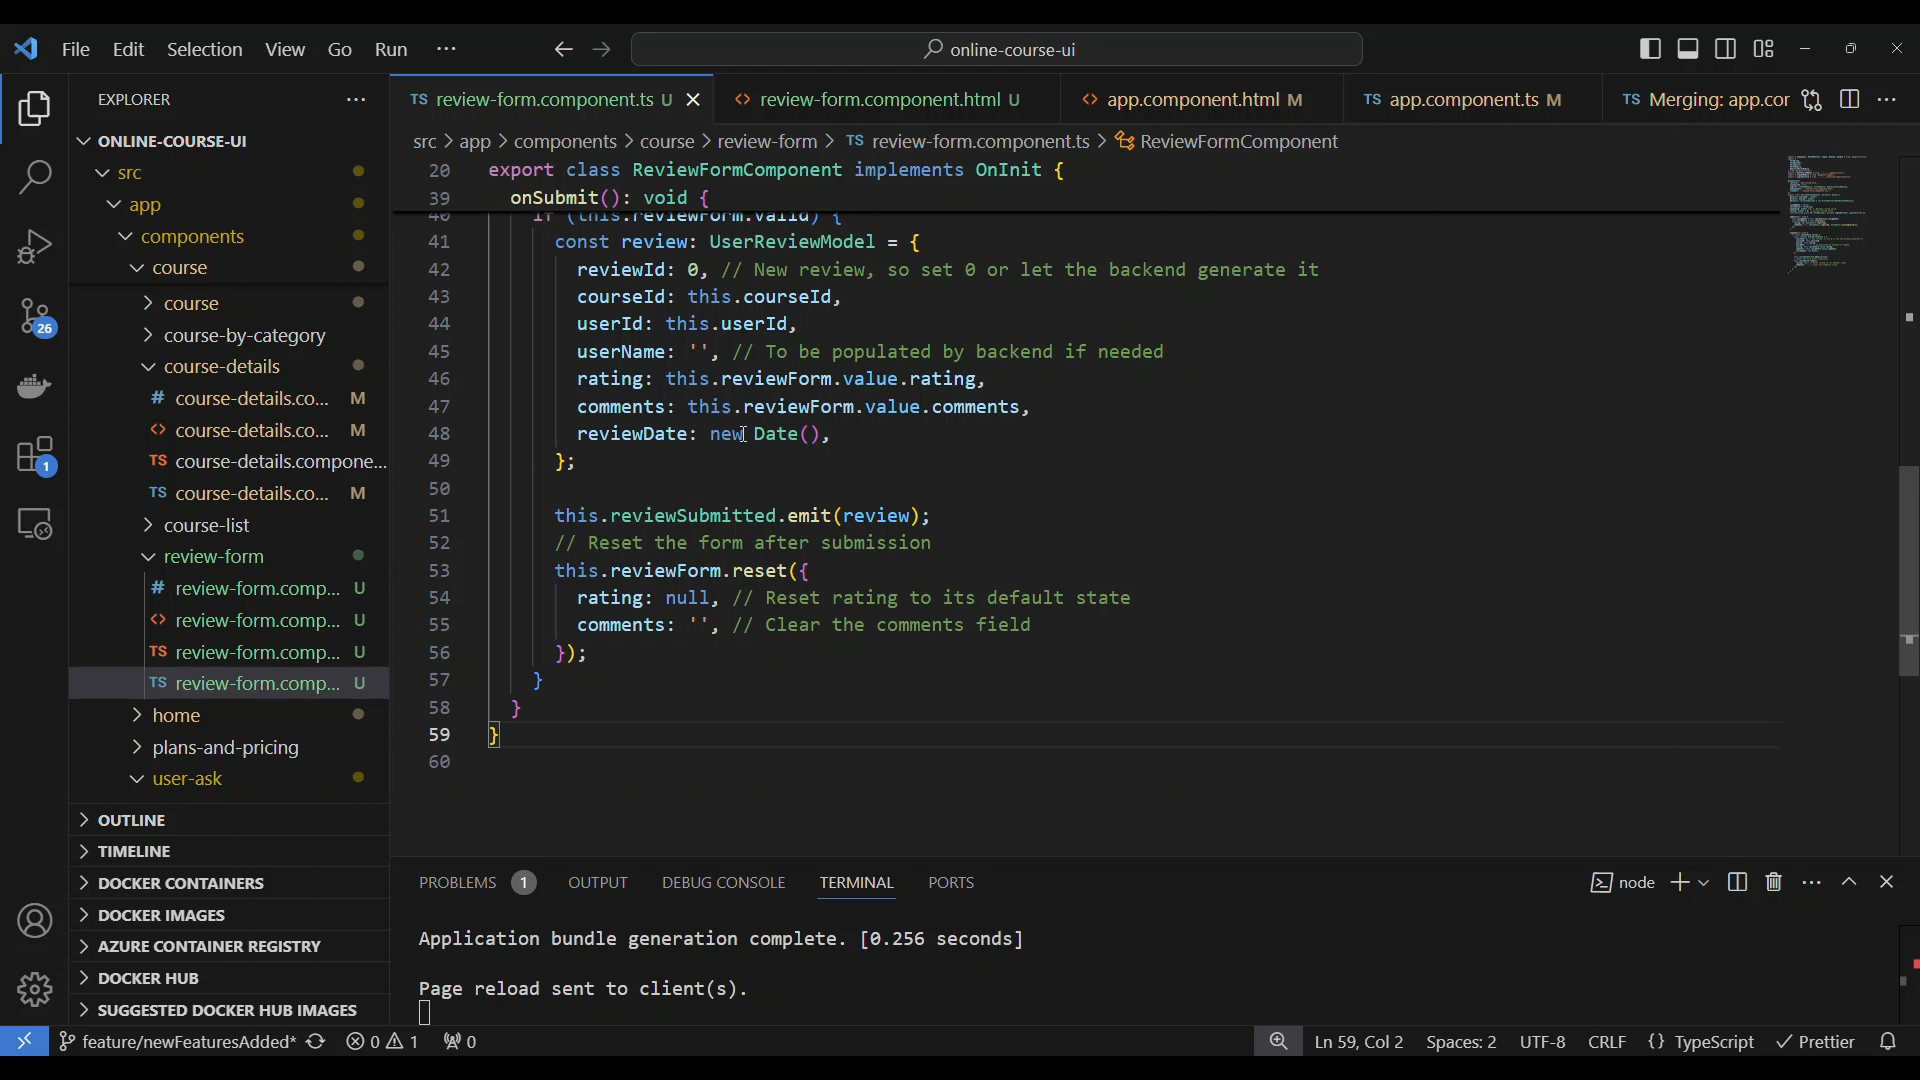 File Edit Selection View Go Run ··· online-course-ui
EXPLORER
ONLINE-COURSE-UI
src
app
components
course
course
course-by-category
course-details
# course-details.co... M
<> course-details.co... M
TS course-details.compone...
TS course-details.co... M
course-list
review-form
# review-form.comp... U
<> review-form.comp... U
TS review-form.comp... U
TS review-form.comp... U
home
plans-and-pricing
user-ask
OUTLINE
TIMELINE
DOCKER CONTAINERS
DOCKER IMAGES
AZURE CONTAINER REGISTRY
DOCKER HUB
SUGGESTED DOCKER HUB IMAGES
26
1
TS review-form.component.ts U <> review-form.component.html U <> app.component.html M TS app.component.ts M TS Merging: app.cor
src > app > components > course > review-form > TS review-form.component.ts > ReviewFormComponent
20 export class ReviewFormComponent implements OnInit {
39 onSubmit(): void {
40 if (this.reviewForm.valid) {
41 const review: UserReviewModel = {
42 reviewId: 0, // New review, so set 0 or let the backend generate it
43 courseId: this.courseId,
44 userId: this.userId,
45 userName: '', // To be populated by backend if needed
46 rating: this.reviewForm.value.rating,
47 comments: this.reviewForm.value.comments,
48 reviewDate: new Date(),
49 };
50
51 this.reviewSubmitted.emit(review);
52 // Reset the form after submission
53 this.reviewForm.reset({
54 rating: null, // Reset rating to its default state
55 comments: '', // Clear the comments field
56 });
57 }
58 }
59 }
60
PROBLEMS 1 OUTPUT DEBUG CONSOLE TERMINAL PORTS node
Application bundle generation complete. [0.256 seconds]
Page reload sent to client(s).
feature/newFeaturesAdded* 0 1 0 Ln 59, Col 2 Spaces: 2 UTF-8 CRLF {} TypeScript Prettier